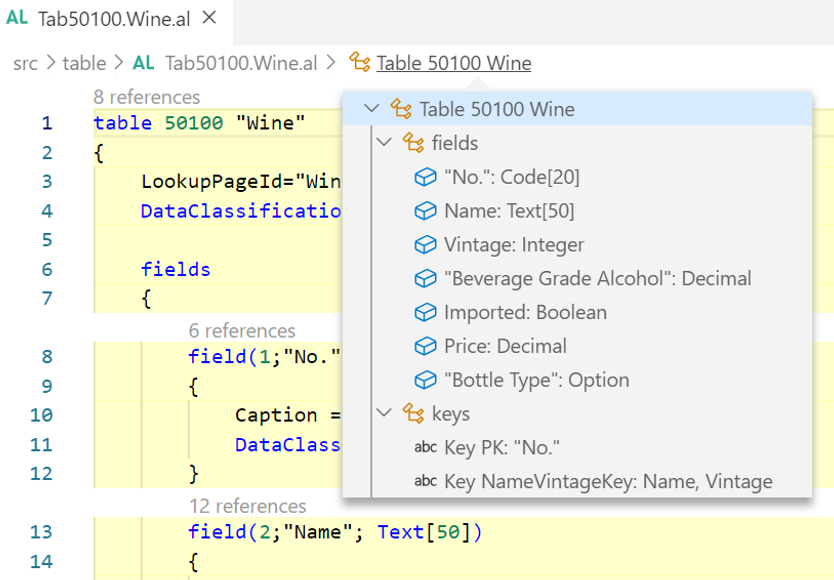 AL Tab50100.Wine.al ×
src > table > AL Tab50100.Wine.al > Table 50100 Wine
8 references
1 table 50100 "Wine"
2 {
3 LookupPageId="Win
4 DataClassificatio
5
6 fields
7 {
6 references
8 field(1;"No."
9 {
10 Caption =
11 DataClass
12 }
12 references
13 field(2;"Name"; Text[50])
14 {
Table 50100 Wine
fields
"No.": Code[20]
Name: Text[50]
Vintage: Integer
"Beverage Grade Alcohol": Decimal
Imported: Boolean
Price: Decimal
"Bottle Type": Option
keys
abc Key PK: "No."
abc Key NameVintageKey: Name, Vintage